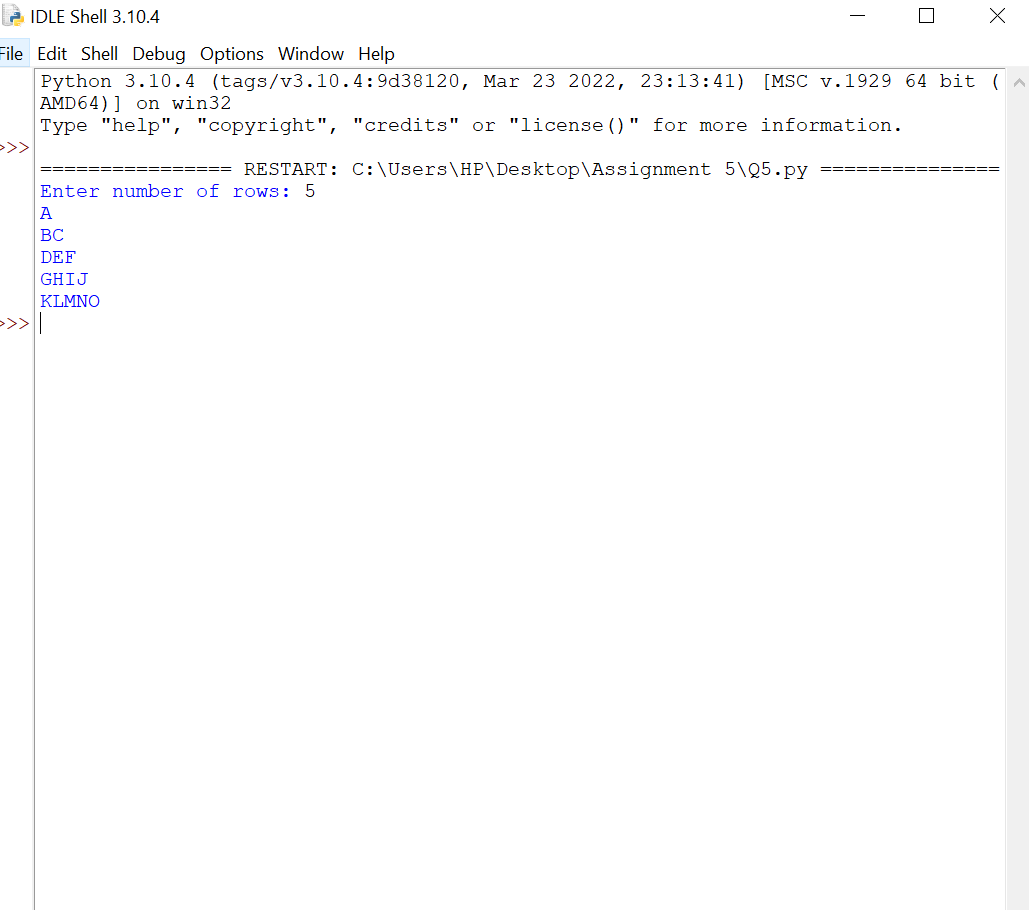 IDLE Shell 3.10.4
File Edit Shell Debug Options Window Help
Python 3.10.4 (tags/v3.10.4:9d38120, Mar 23 2022, 23:13:41) [MSC v.1929 64 bit (
AMD64)] on win32
Type "help", "copyright", "credits" or "license()" for more information.
>>>
================ RESTART: C:\Users\HP\Desktop\Assignment 5\Q5.py ===============
Enter number of rows: 5
A
BC
DEF
GHIJ
KLMNO
>>>